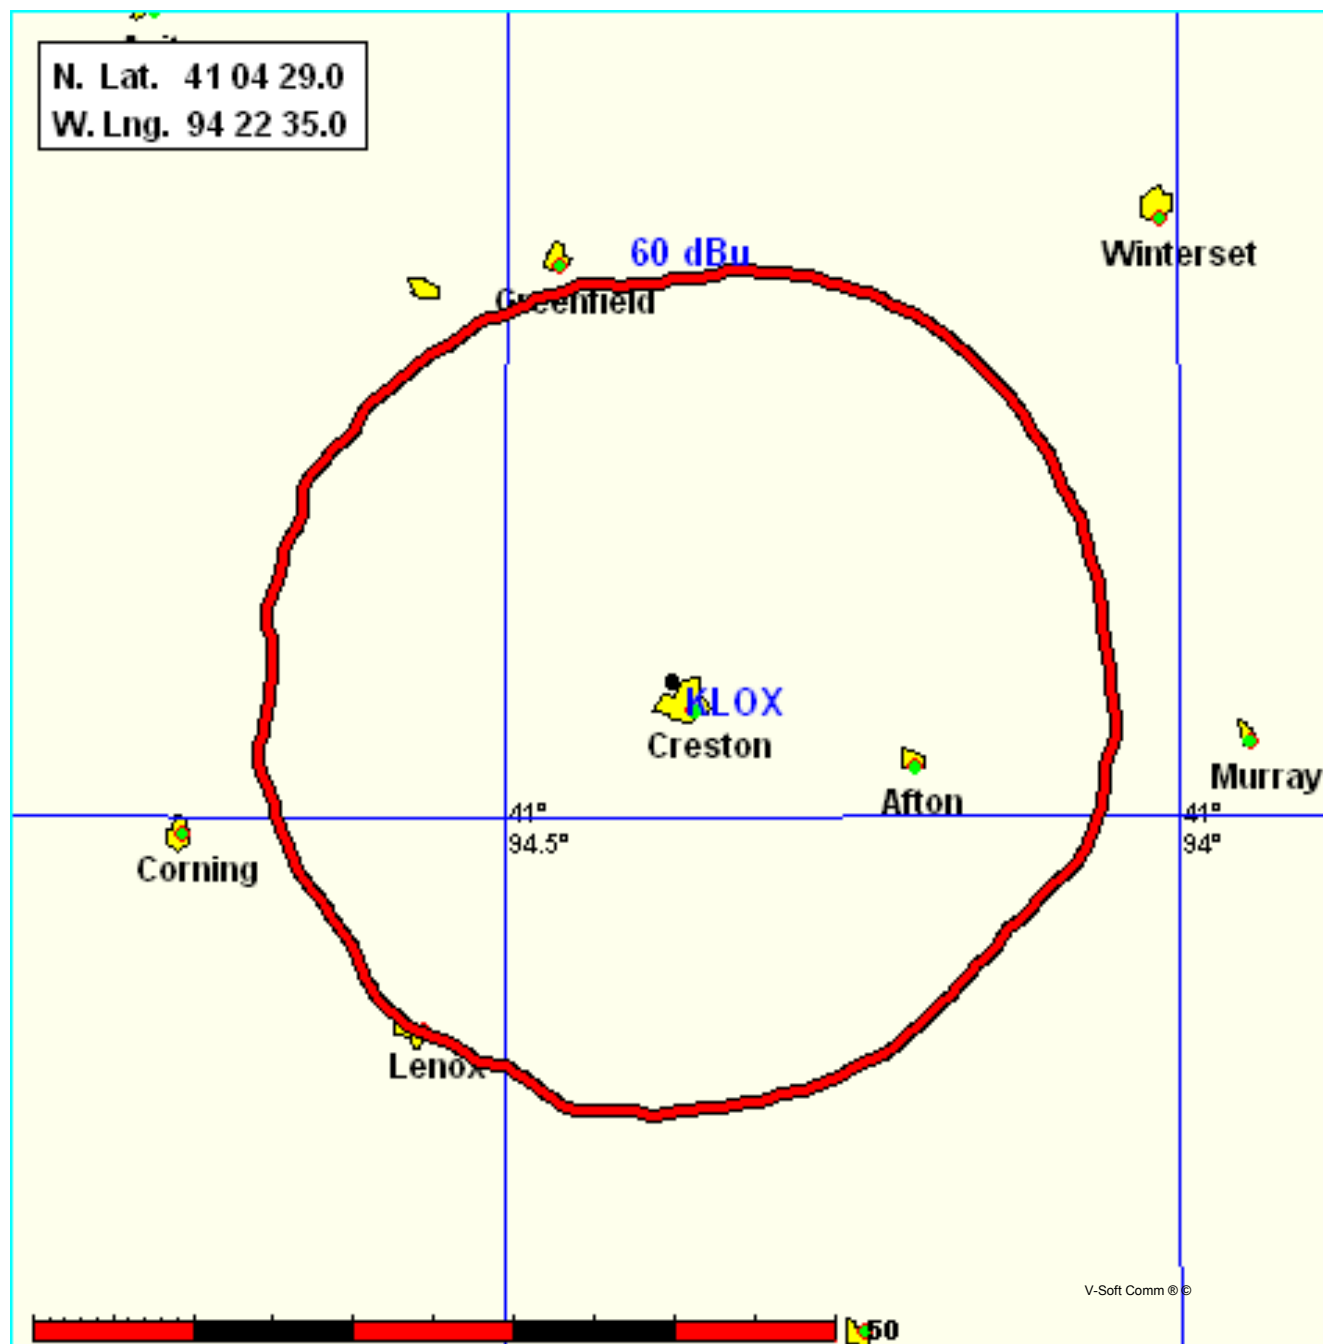 N. Lat. 41 04 29.0
W. Lng. 94 22 35.0
60 dBu
Winterset
Greenfield
KLOX
Creston
Afton
Murray
41°
94.5°
41°
94°
Corning
Lenox
V-Soft Comm ® ©
50